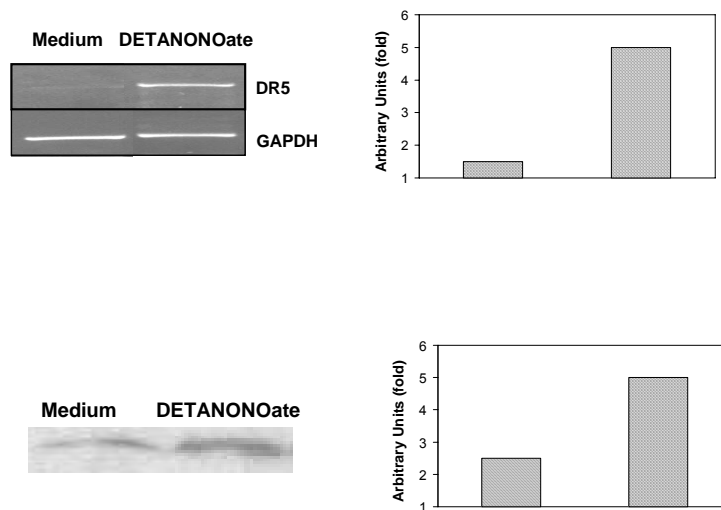 Medium DETANONOate
DR5
GAPDH
Arbitrary Units (fold)
6
5
4
3
2
1
Medium DETANONOate
Arbitrary Units (fold)
6
5
4
3
2
1